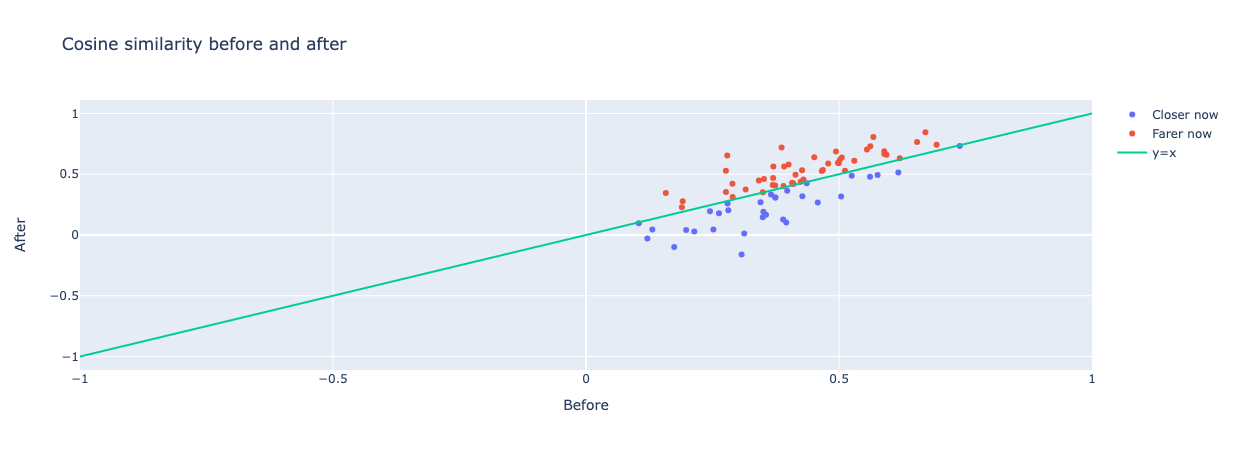 Cosine similarity before and after
Closer now
Farer now
y=x
1
0.5
0
−0.5
−1
After
−1
−0.5
0
0.5
1
Before